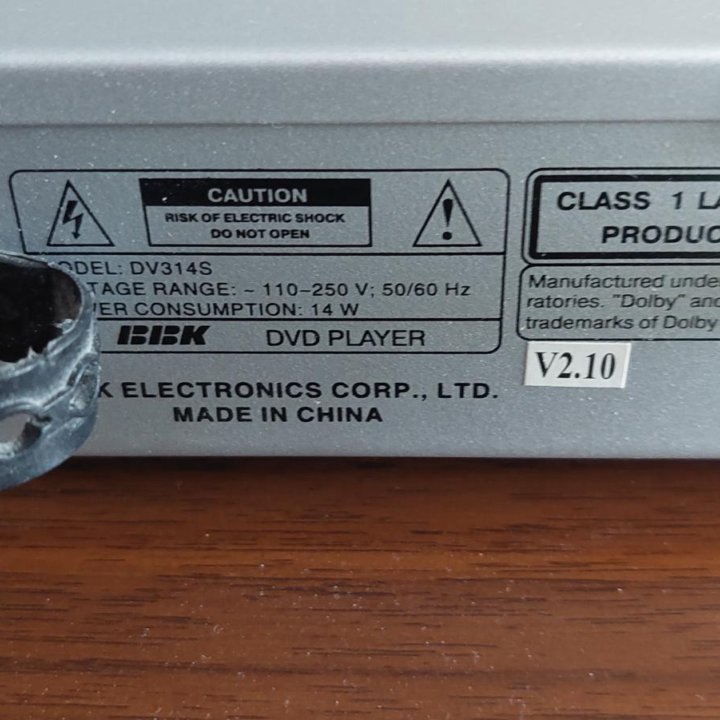 CAUTION
RISK OF ELECTRIC SHOCK
DO NOT OPEN
ODEL: DV314S
TAGE RANGE: ~ 110-250 V; 50/60 Hz
ER CONSUMPTION: 14 W
BBK DVD PLAYER
K ELECTRONICS CORP., LTD.
MADE IN CHINA
CLASS 1 LA
PRODUC
Manufactured unde
ratories. "Dolby" and
trademarks of Dolby
V2.10